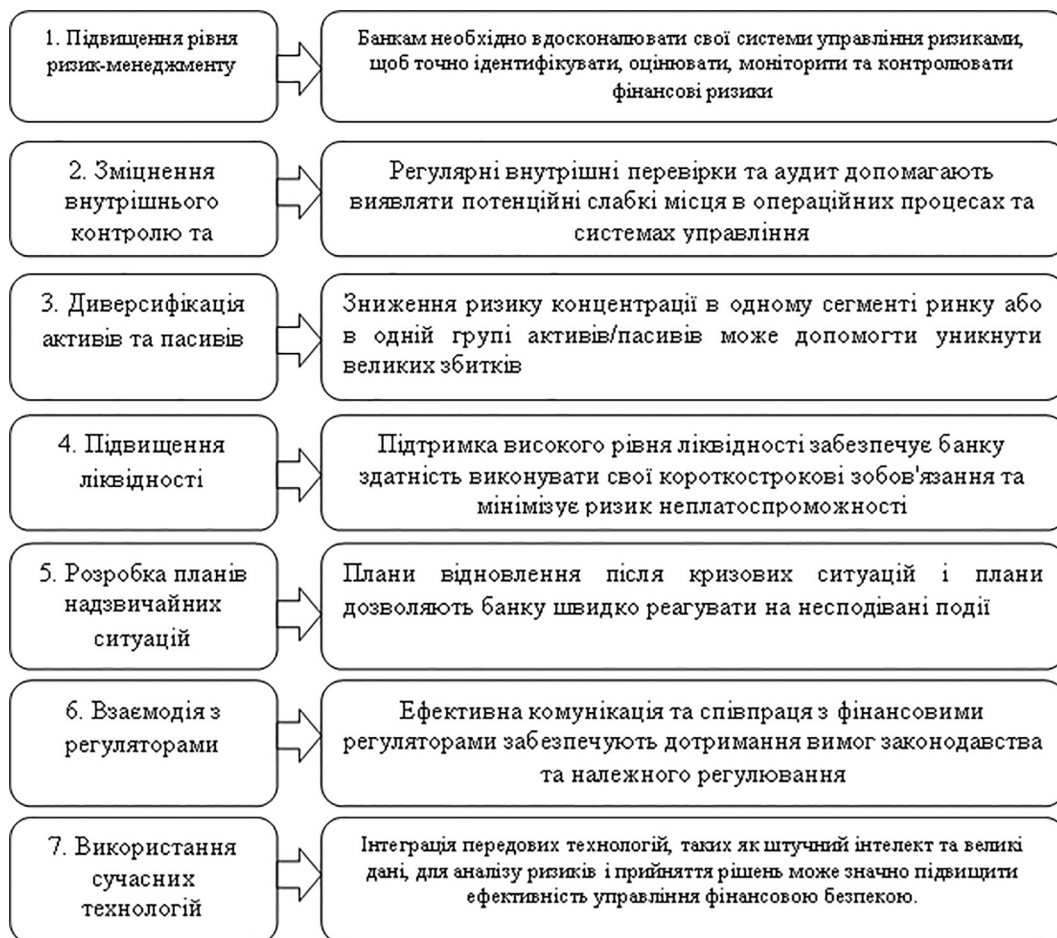 1. Підвищення рівня
ризик-менеджменту
Банкам необхідно вдосконалювати свої системи управління ризиками,
щоб точно ідентифікувати, оцінювати, моніторити та контролювати
фінансові ризики
2. Зміцнення
внутрішнього
контролю та
Регулярні внутрішні перевірки та аудит допомагають
виявляти потенційні слабкі місця в операційних процесах та
системах управління
3. Диверсифікація
активів та пасивів
Зниження ризику концентрації в одному сегменті ринку або
в одній групі активів/пасивів може допомогти уникнути
великих збитків
4. Підвищення
ліквідності
Підтримка високого рівня ліквідності забезпечує банку
здатність виконувати свої короткострокові зобов'язання та
мінімізує ризик неплатоспроможності
5. Розробка планів
надзвичайних
ситуацій
Плани відновлення після кризових ситуацій і плани
дозволяють банку швидко реагувати на несподівані події
6. Взаємодія з
регуляторами
Ефективна комунікація та співпраця з фінансовими
регуляторами забезпечують дотримання вимог законодавства
та належного регулювання
7. Використання
сучасних
технологій
Інтеграція передових технологій, таких як штучний інтелект та великі
дані, для аналізу ризиків і прийняття рішень може значно підвищити
ефективність управління фінансовою безпекою.